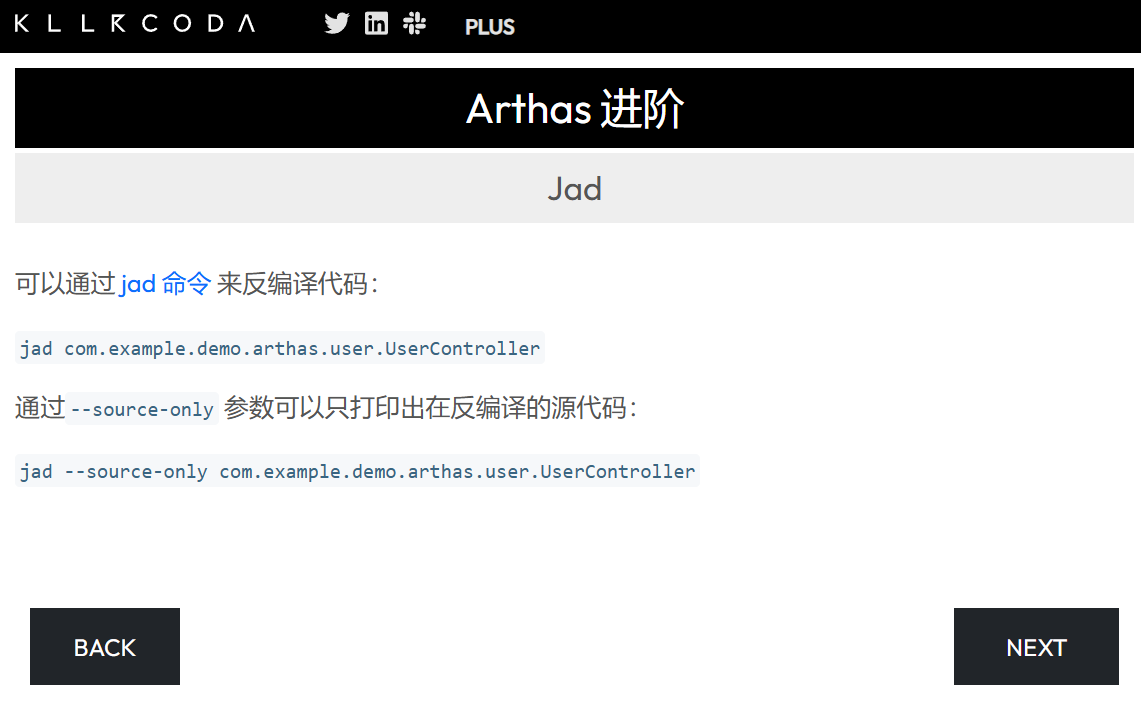 KILLERCODA PLUS
Arthas 进阶
Jad
可以通过 jad 命令 来反编译代码：
jad com.example.demo.arthas.user.UserController
通过 --source-only 参数可以只打印出在反编译的源代码：
jad --source-only com.example.demo.arthas.user.UserController
BACK NEXT